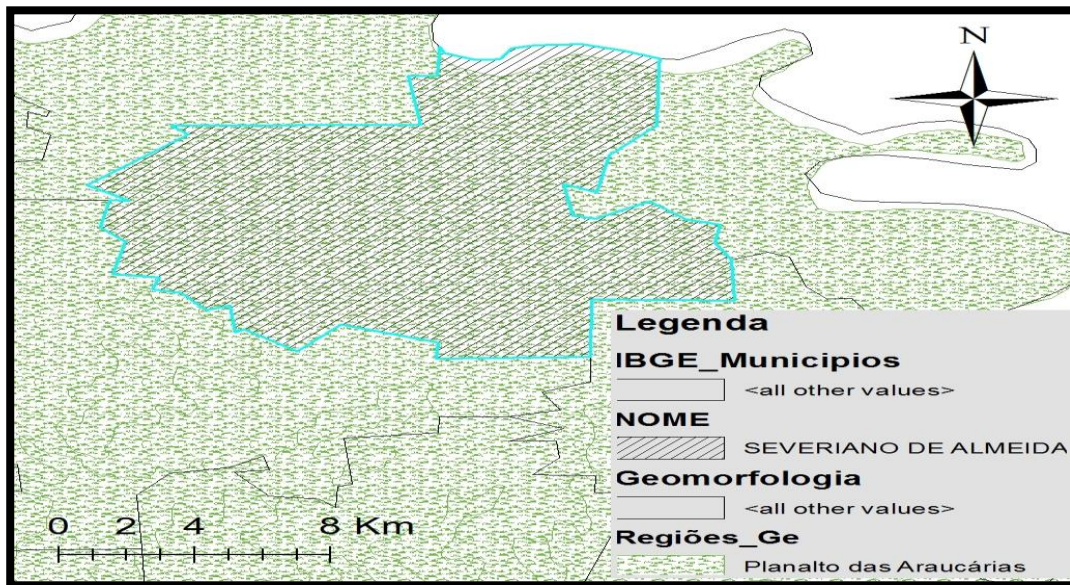 N
Legenda
IBGE_Municipios
<all other values>
NOME
SEVERIANO DE ALMEIDA
Geomorfologia
<all other values>
Regiões_Ge
Planalto das Araucárias
0 2 4 8 Km